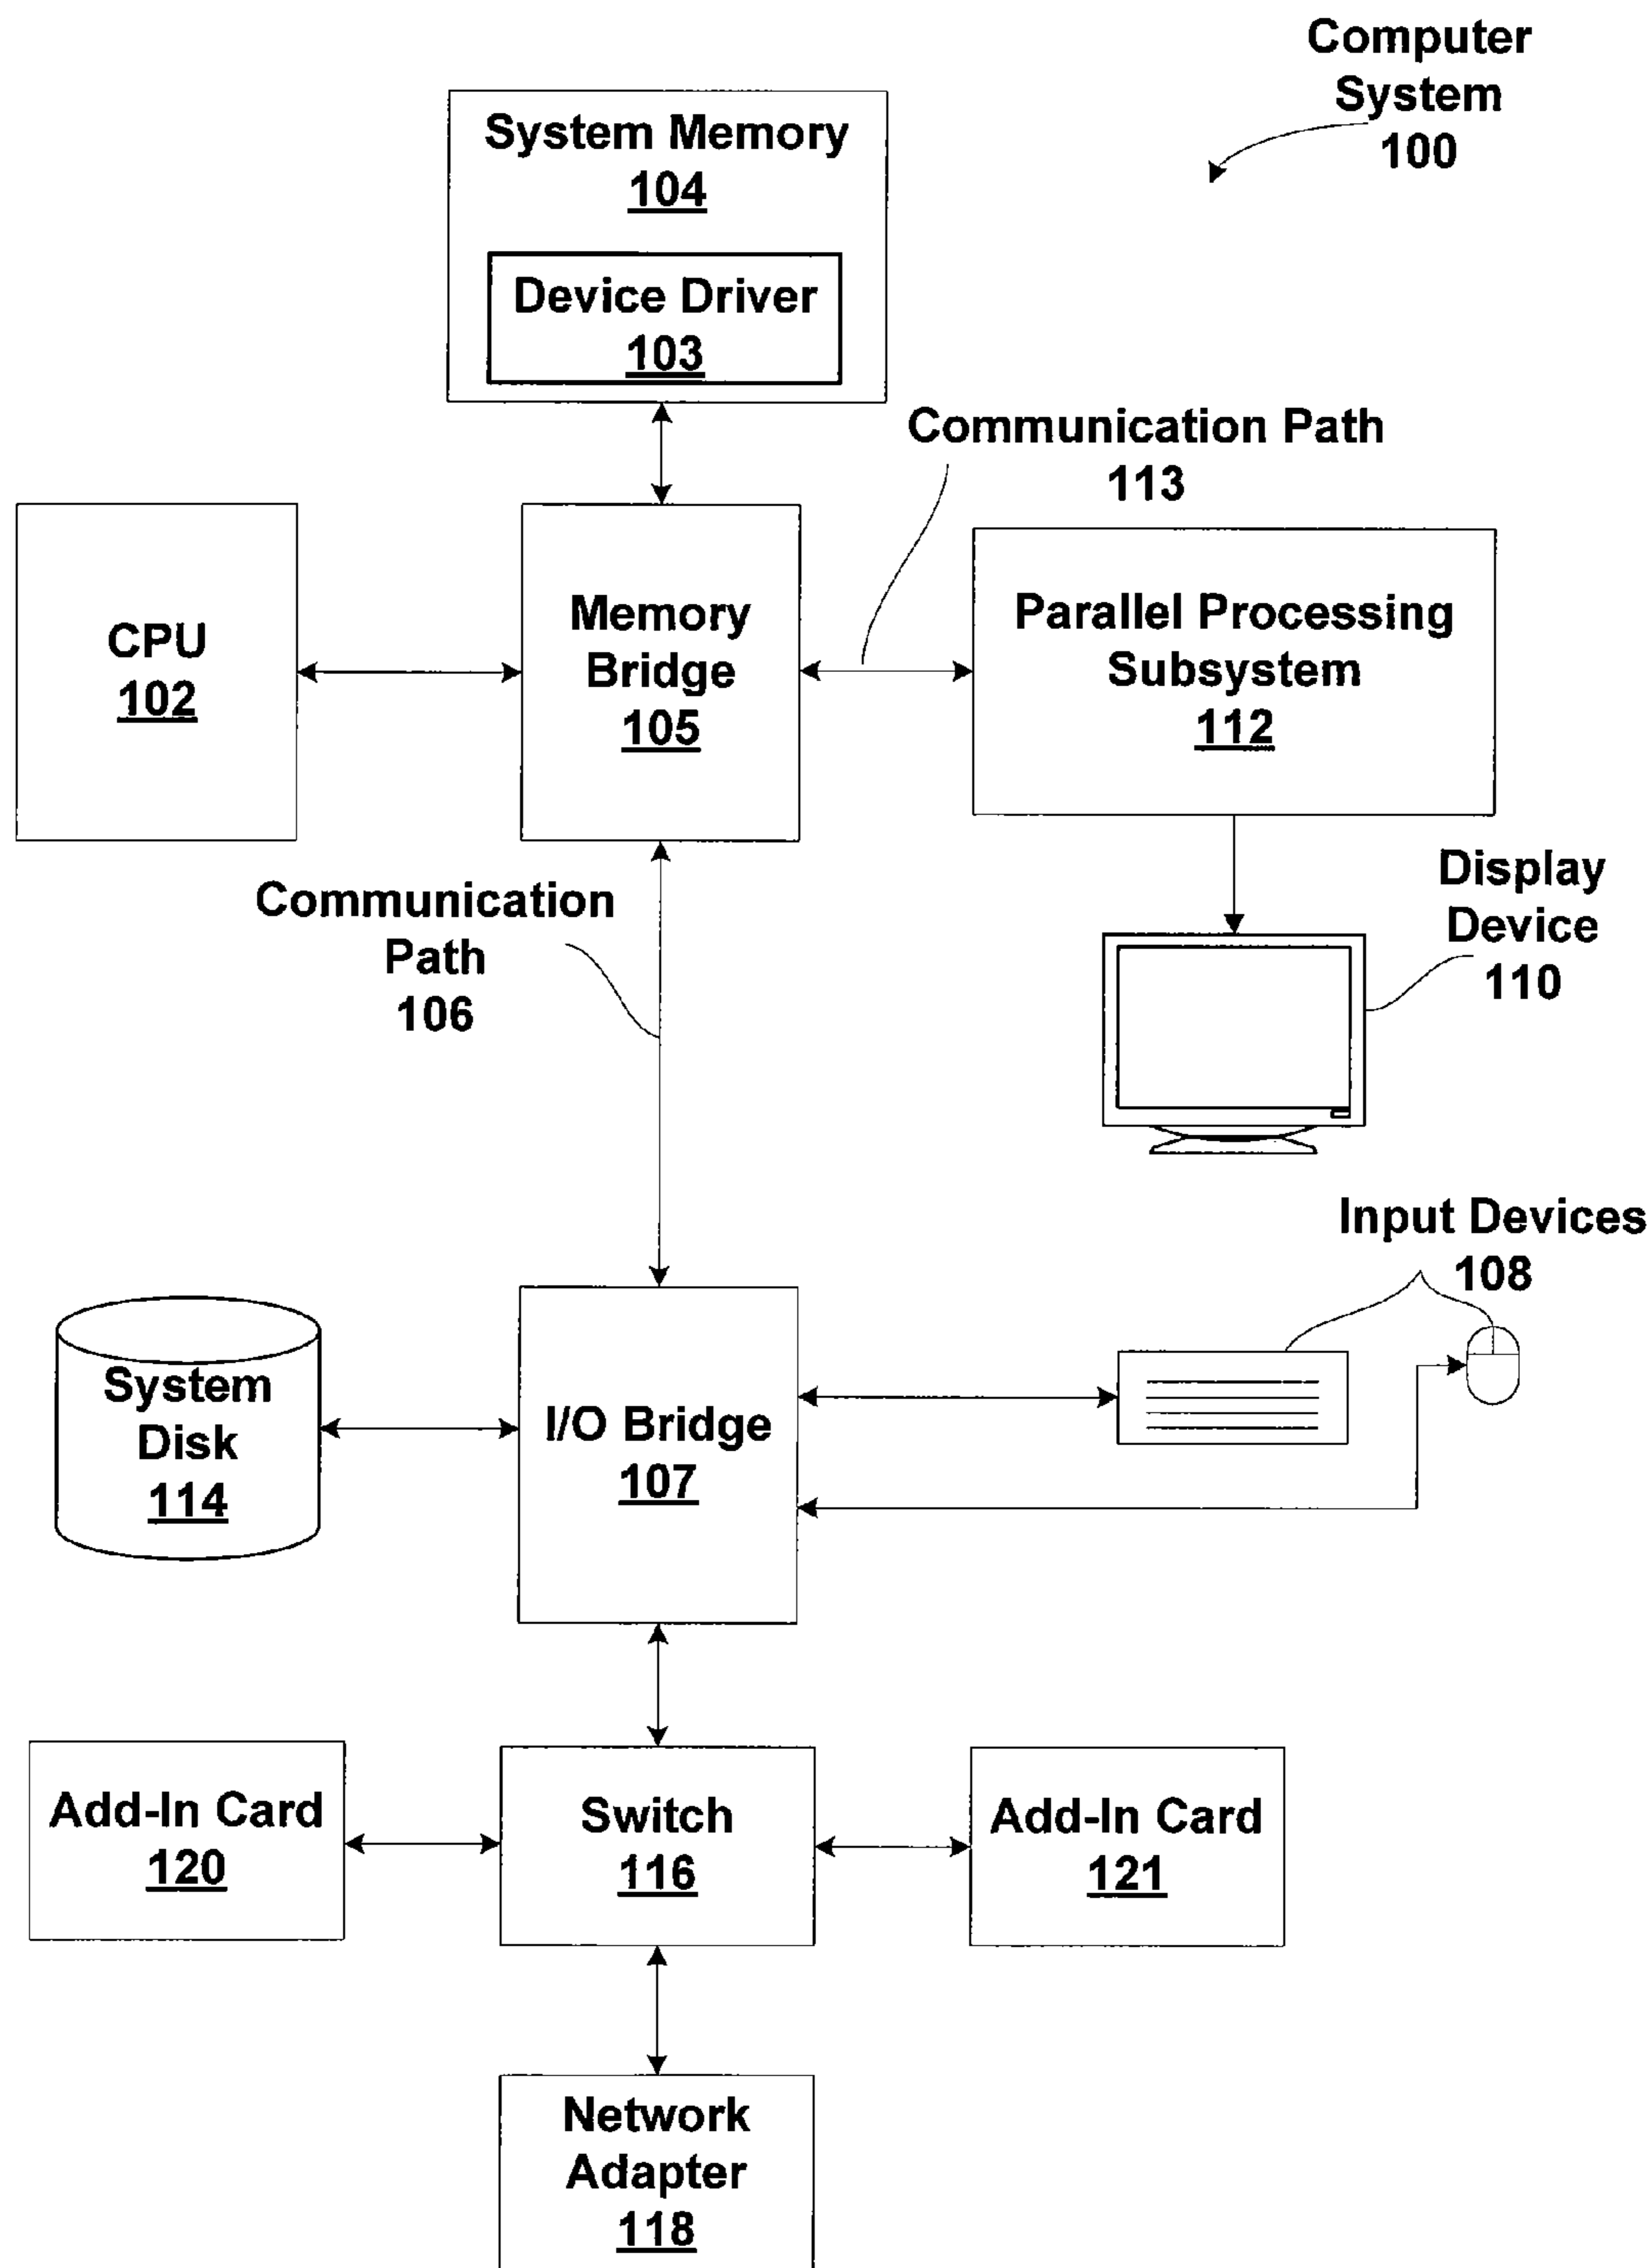 Computer
System
100
System Memory
104
Device Driver
103
Communication Path
113
CPU
102
Memory
Bridge
105
Parallel Processing
Subsystem
112
Communication
Path
106
Display
Device
110
Input Devices
108
System
Disk
114
I/O Bridge
107
Add-In Card
120
Switch
116
Add-In Card
121
Network
Adapter
118